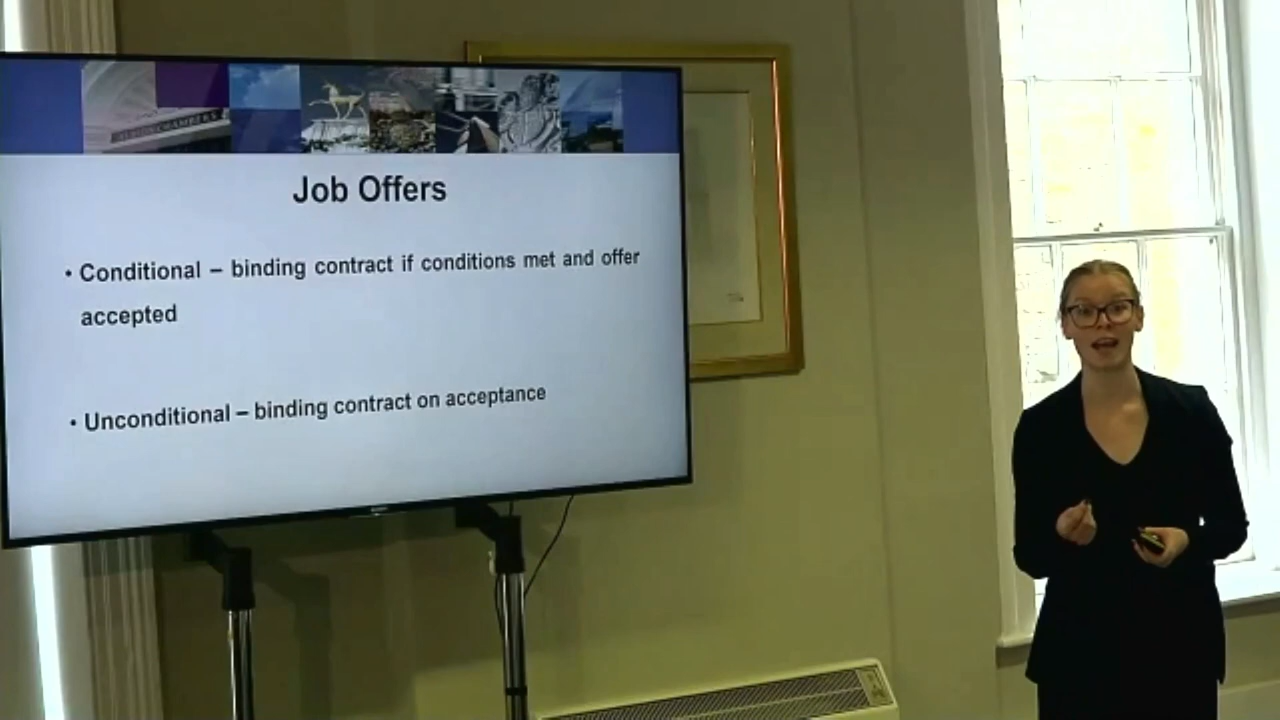 Job Offers
• Conditional – binding contract if conditions met and offer
accepted
• Unconditional – binding contract on acceptance